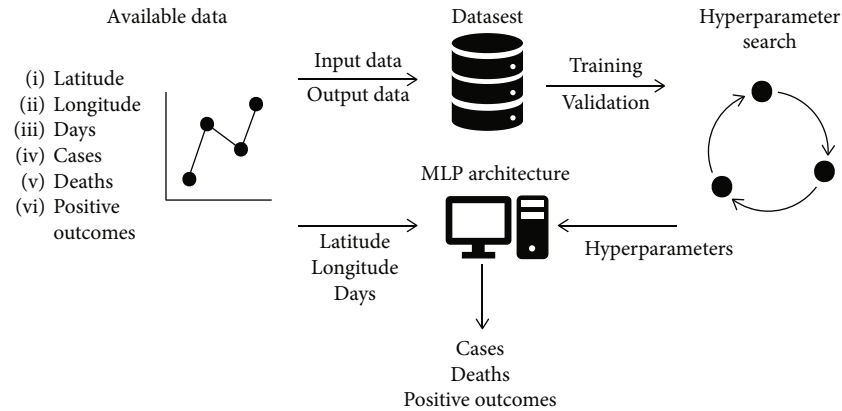 Available data
(i) Latitude
(ii) Longitude
(iii) Days
(iv) Cases
(v) Deaths
(vi) Positive
outcomes
Input data
Output data
Datasest
Training
Validation
Hyperparameter
search
Latitude
Longitude
Days
MLP architecture
Hyperparameters
Cases
Deaths
Positive outcomes